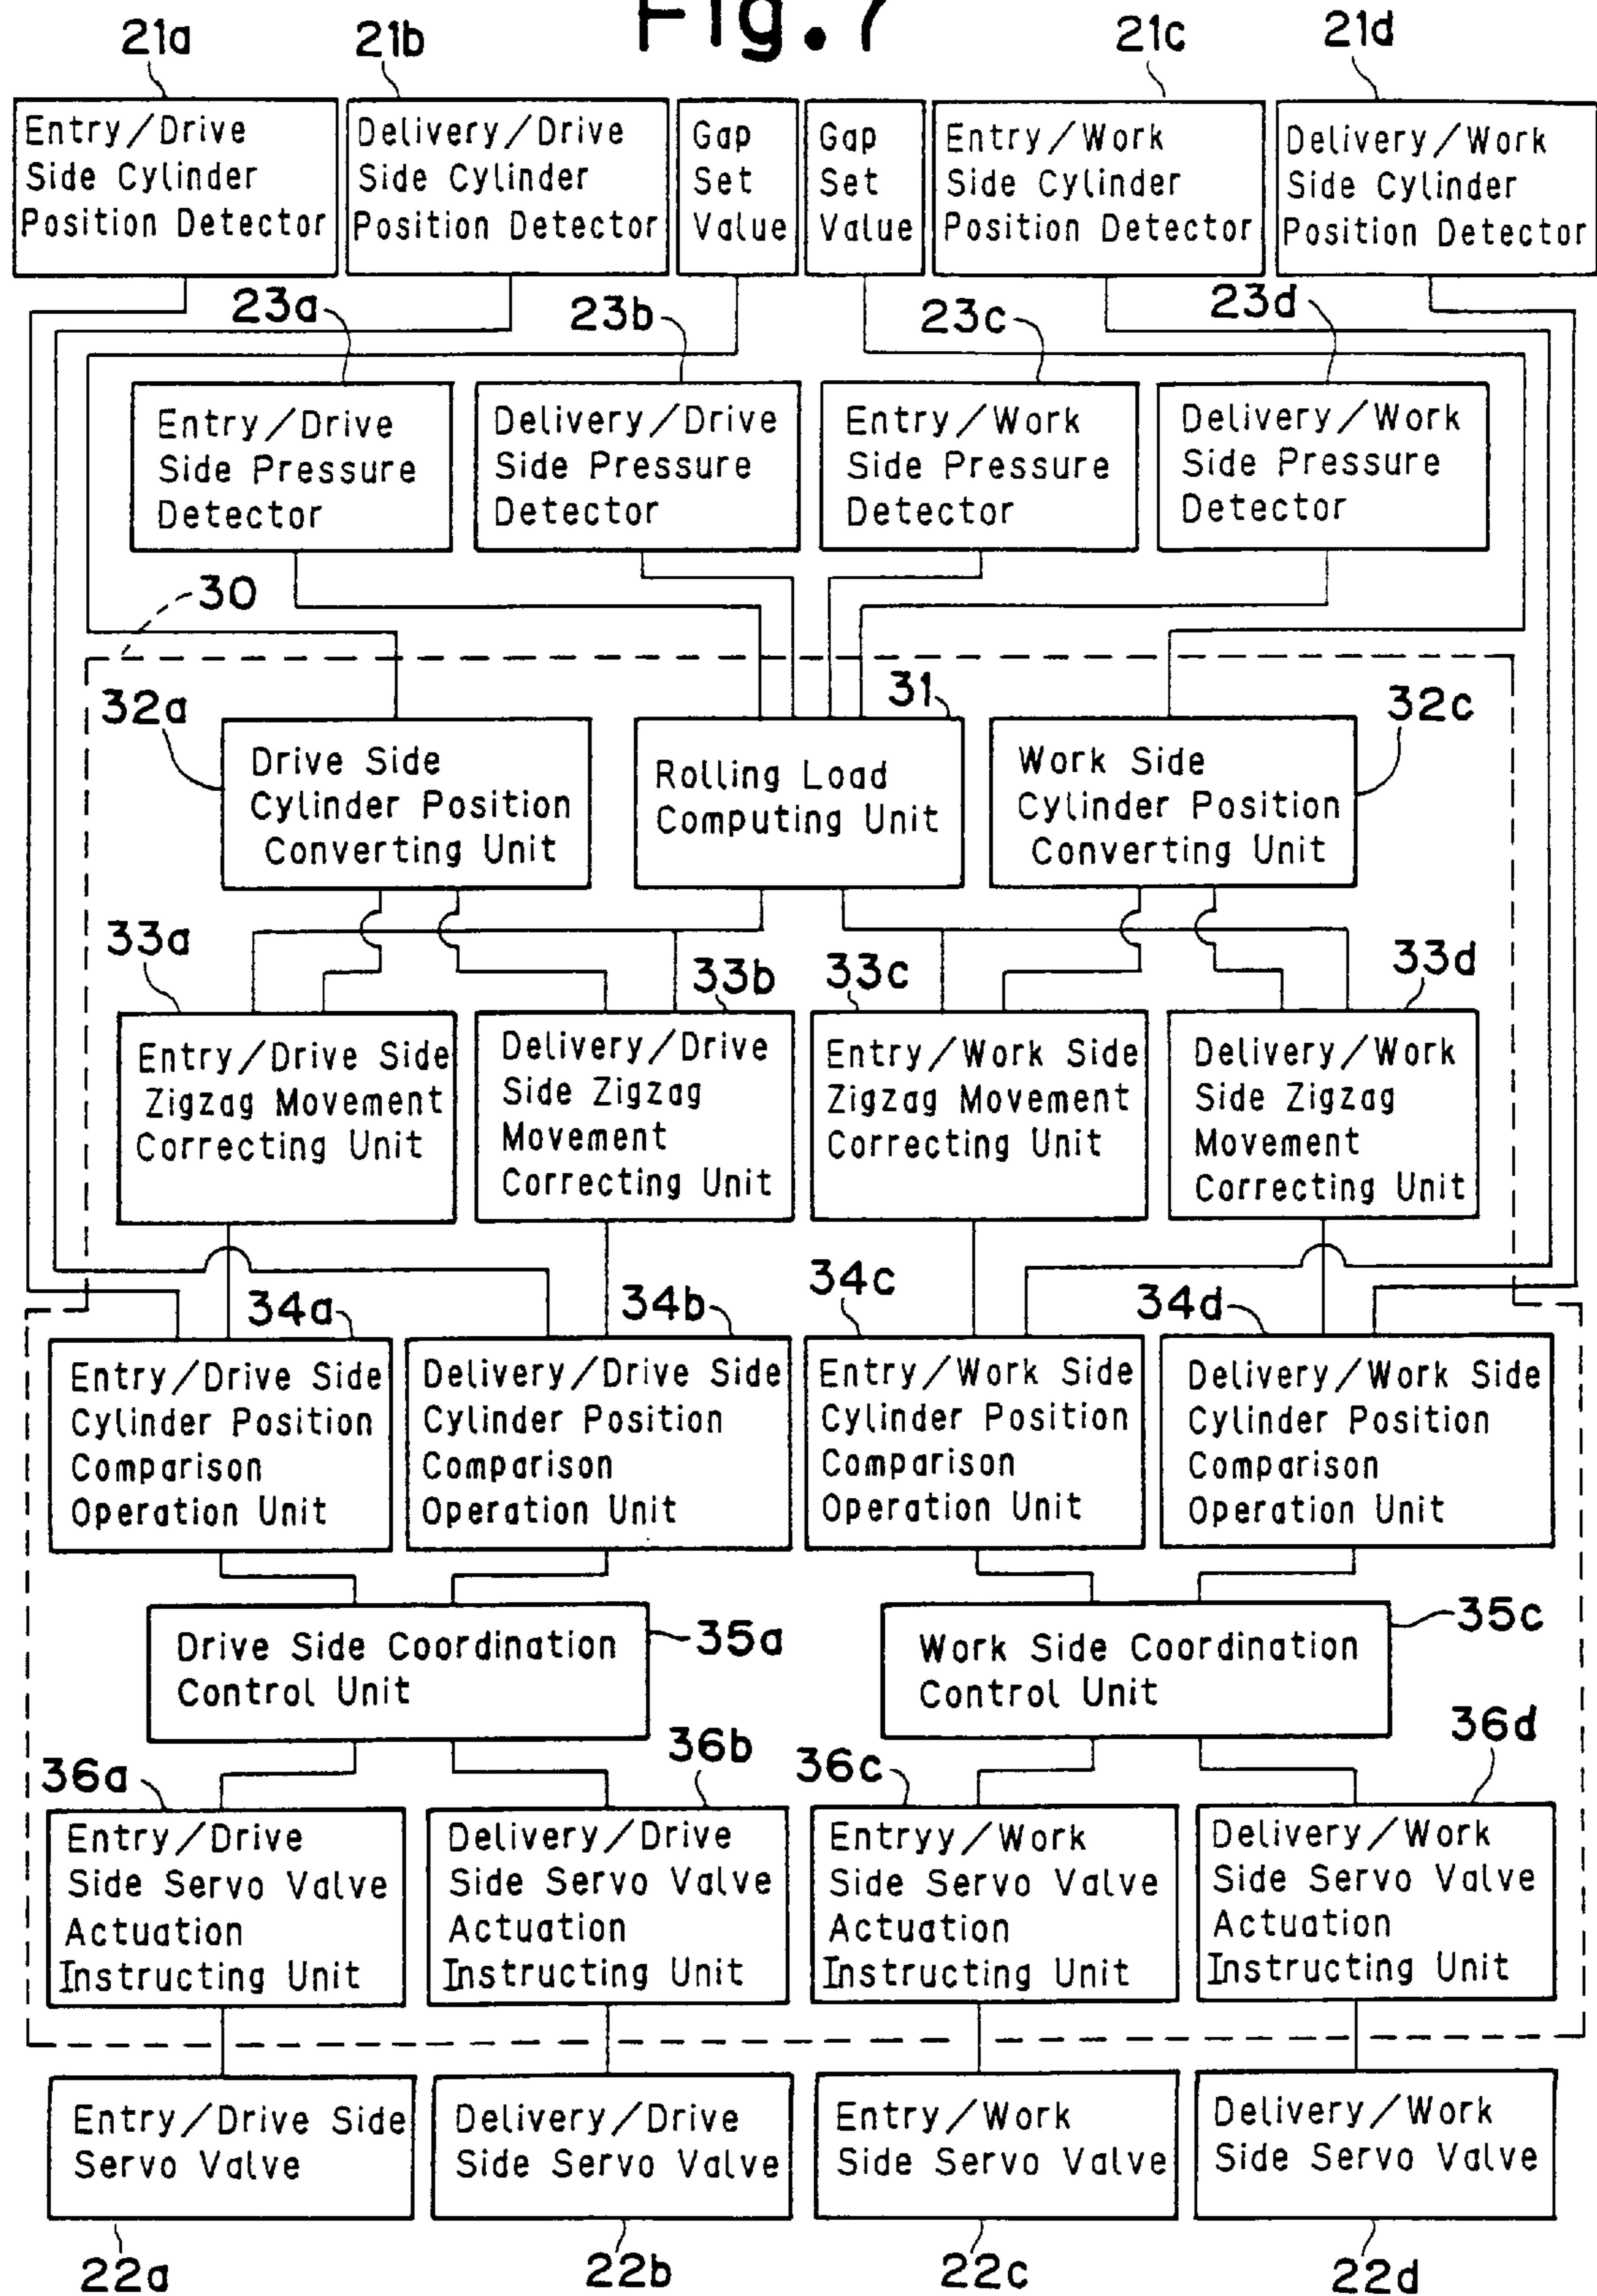 Fig.7
21a
21b
21c
21d
Entry/Drive
Side Cylinder
Position Detector
Delivery/Drive
Side Cylinder
Position Detector
Gap
Set
Value
Gap
Set
Value
Entry/Work
Side Cylinder
Position Detector
Delivery/Work
Side Cylinder
Position Detector
23a
23b
23c
23d
Entry/Drive
Side Pressure
Detector
Delivery/Drive
Side Pressure
Detector
Entry/Work
Side Pressure
Detector
Delivery/Work
Side Pressure
Detector
30
32a
31
32c
Drive Side
Cylinder Position
Converting Unit
Rolling Load
Computing Unit
Work Side
Cylinder Position
Converting Unit
33a
33b
33c
33d
Entry/Drive Side
Zigzag Movement
Correcting Unit
Delivery/Drive
Side Zigzag
Movement
Correcting Unit
Entry/Work Side
Zigzag Movement
Correcting Unit
Delivery/Work
Side Zigzag
Movement
Correcting Unit
34a
34b
34c
34d
Entry/Drive Side
Cylinder Position
Comparison
Operation Unit
Delivery/Drive Side
Cylinder Position
Comparison
Operation Unit
Entry/Work Side
Cylinder Position
Comparison
Operation Unit
Delivery/Work Side
Cylinder Position
Comparison
Operation Unit
Drive Side Coordination
Control Unit
35a
Work Side Coordination
Control Unit
35c
36a
36b
36c
36d
Entry/Drive
Side Servo Valve
Actuation
Instructing Unit
Delivery/Drive
Side Servo Valve
Actuation
Instructing Unit
Entryy/Work
Side Servo Valve
Actuation
Instructing Unit
Delivery/Work
Side Servo Valve
Actuation
Instructing Unit
Entry/Drive Side
Servo Valve
Delivery/Drive
Side Servo Valve
Entry/Work
Side Servo Valve
Delivery/Work
Side Servo Valve
22a
22b
22c
22d